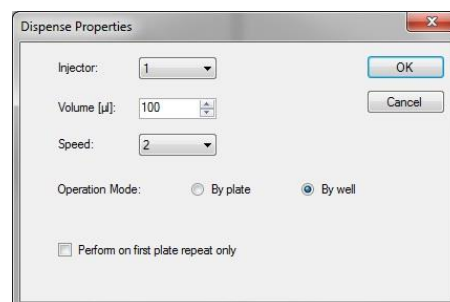 Dispense Properties
Injector: 1 OK
Volume [µl]: 100 Cancel
Speed: 2
Operation Mode: By plate By well
Perform on first plate repeat only